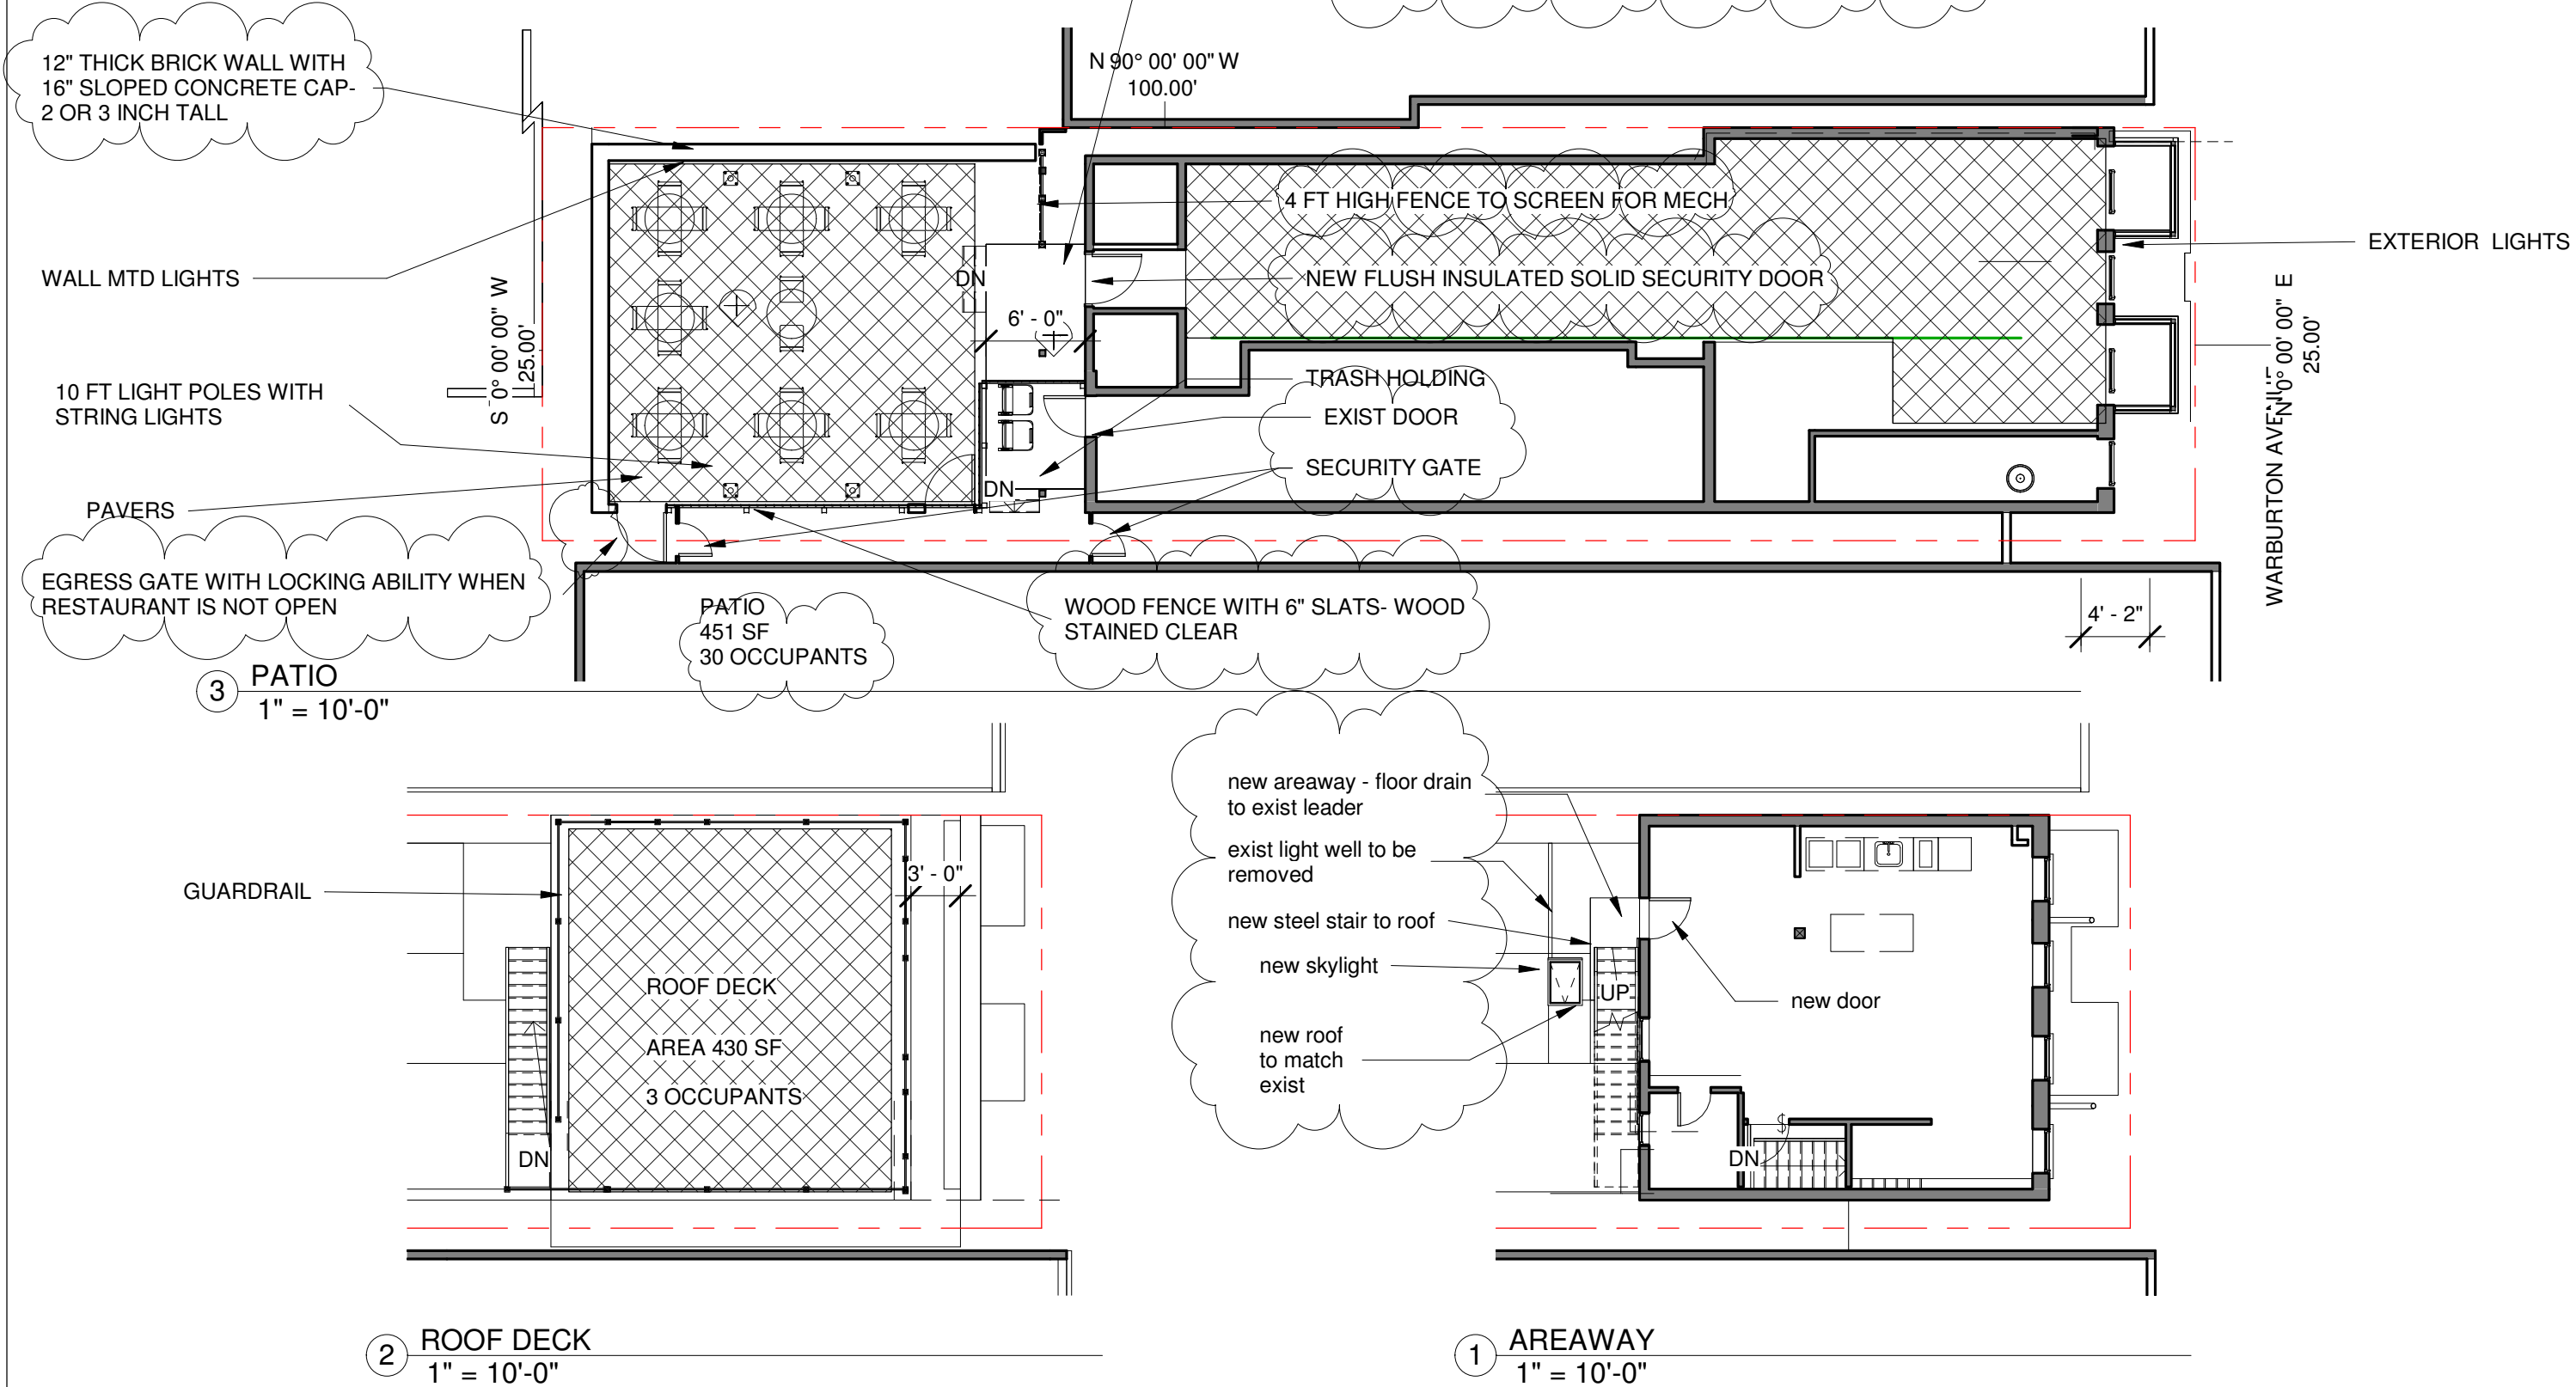 12" THICK BRICK WALL WITH
16" SLOPED CONCRETE CAP-
2 OR 3 INCH TALL
N 90° 00' 00" W
100.00'
4 FT HIGH FENCE TO SCREEN FOR MECH
EXTERIOR LIGHTS
WALL MTD LIGHTS
DN
NEW FLUSH INSULATED SOLID SECURITY DOOR
S 0° 00' 00" W
25.00'
6' - 0"
N 0° 00' 00" E
25.00'
WARBURTON AVENUE
10 FT LIGHT POLES WITH
STRING LIGHTS
TRASH HOLDING
EXIST DOOR
SECURITY GATE
DN
PAVERS
EGRESS GATE WITH LOCKING ABILITY WHEN
RESTAURANT IS NOT OPEN
PATIO
451 SF
30 OCCUPANTS
WOOD FENCE WITH 6" SLATS- WOOD
STAINED CLEAR
4' - 2"
3 PATIO
1" = 10'-0"
GUARDRAIL
3' - 0"
ROOF DECK
AREA 430 SF
3 OCCUPANTS
DN
new areaway - floor drain
to exist leader
exist light well to be
removed
new steel stair to roof
new skylight
new roof
to match
exist
UP
new door
DN
2 ROOF DECK
1" = 10'-0"
1 AREAWAY
1" = 10'-0"